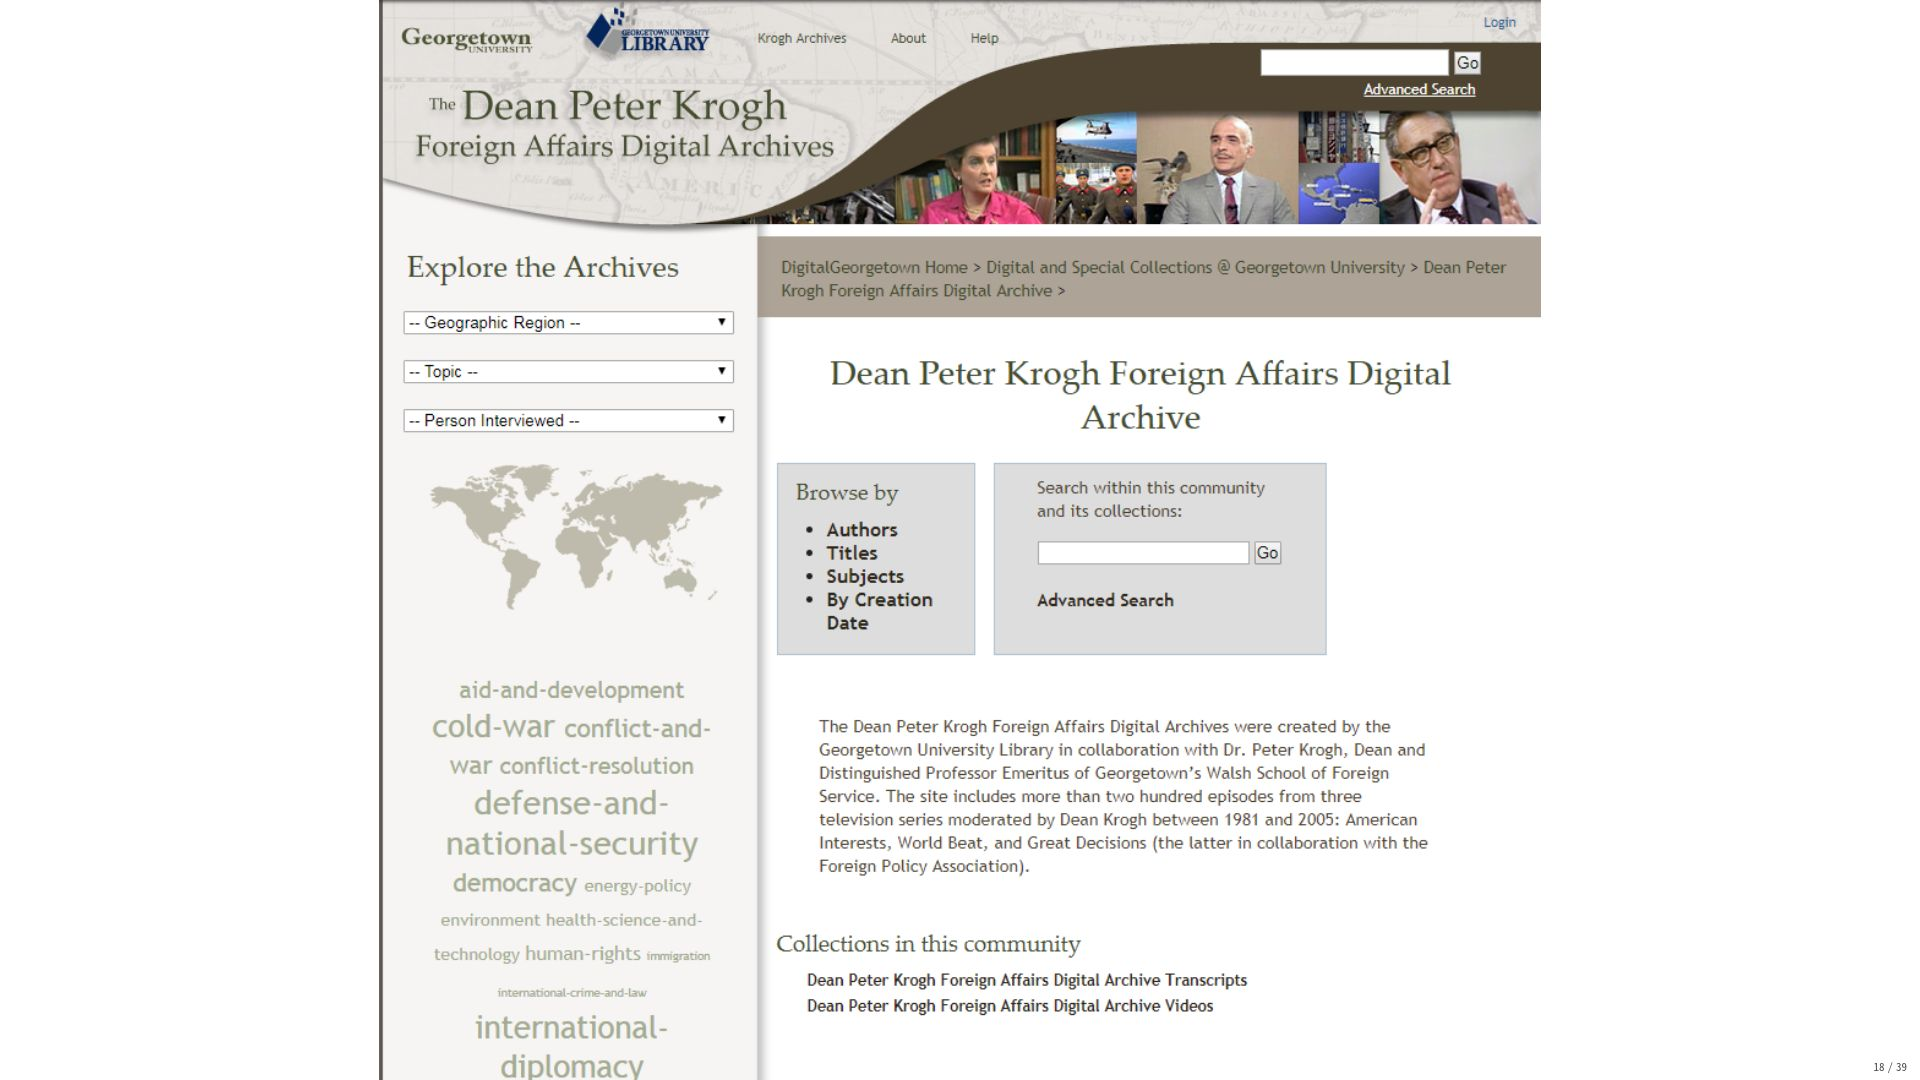 Georgetown
UNIVERSITY
GEORGETOWN UNIVERSITY
LIBRARY
Krogh Archives
About
Help
Login
Go
Advanced Search
The Dean Peter Krogh
Foreign Affairs Digital Archives
Explore the Archives
-- Geographic Region --
-- Topic --
-- Person Interviewed --
aid-and-development
cold-war conflict-and-
war conflict-resolution
defense-and-
national-security
democracy energy-policy
environment health-science-and-
technology human-rights immigration
international-crime-and-law
international-
diplomacy
DigitalGeorgetown Home > Digital and Special Collections @ Georgetown University > Dean Peter
Krogh Foreign Affairs Digital Archive >
Dean Peter Krogh Foreign Affairs Digital
Archive
Browse by
• Authors
• Titles
• Subjects
• By Creation
Date
Search within this community
and its collections:
Go
Advanced Search
The Dean Peter Krogh Foreign Affairs Digital Archives were created by the
Georgetown University Library in collaboration with Dr. Peter Krogh, Dean and
Distinguished Professor Emeritus of Georgetown’s Walsh School of Foreign
Service. The site includes more than two hundred episodes from three
television series moderated by Dean Krogh between 1981 and 2005: American
Interests, World Beat, and Great Decisions (the latter in collaboration with the
Foreign Policy Association).
Collections in this community
Dean Peter Krogh Foreign Affairs Digital Archive Transcripts
Dean Peter Krogh Foreign Affairs Digital Archive Videos
18 / 39